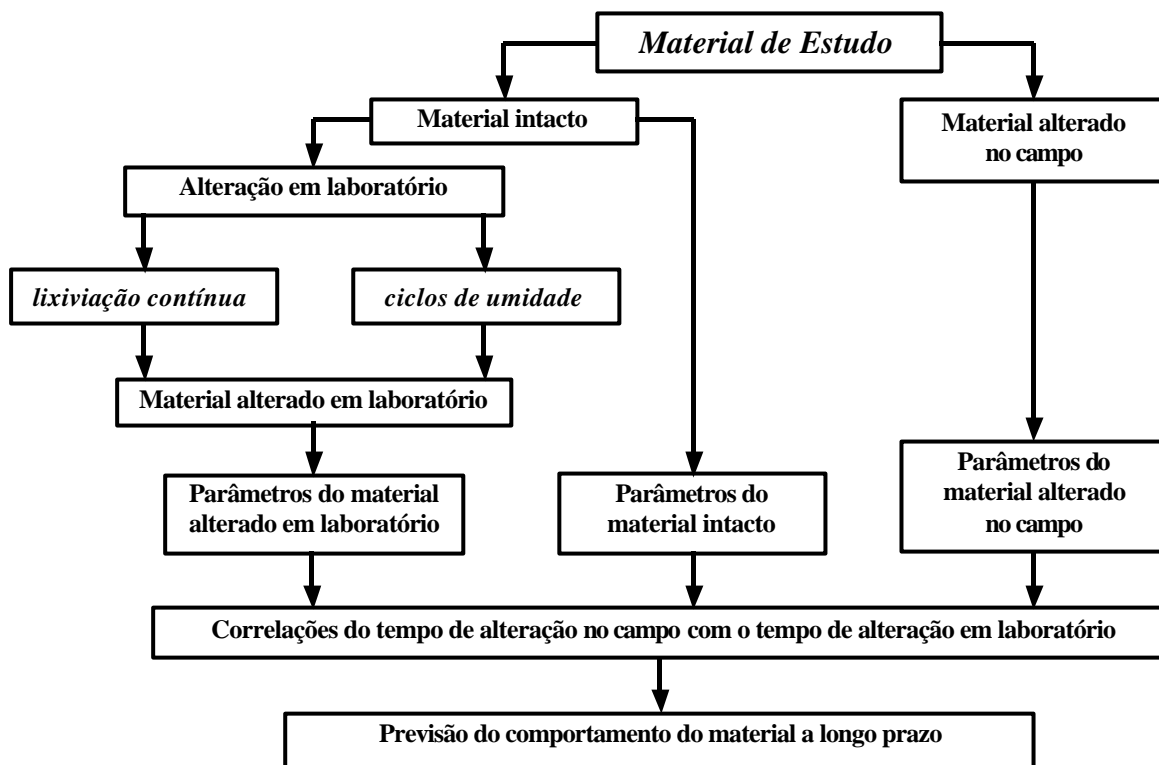 Material de Estudo
Material intacto
Material alterado
no campo
Alteração em laboratório
lixiviação contínua
ciclos de umidade
Material alterado em laboratório
Parâmetros do material
alterado em laboratório
Parâmetros do
material intacto
Parâmetros do
material alterado
no campo
Correlações do tempo de alteração no campo com o tempo de alteração em laboratório
Previsão do comportamento do material a longo prazo